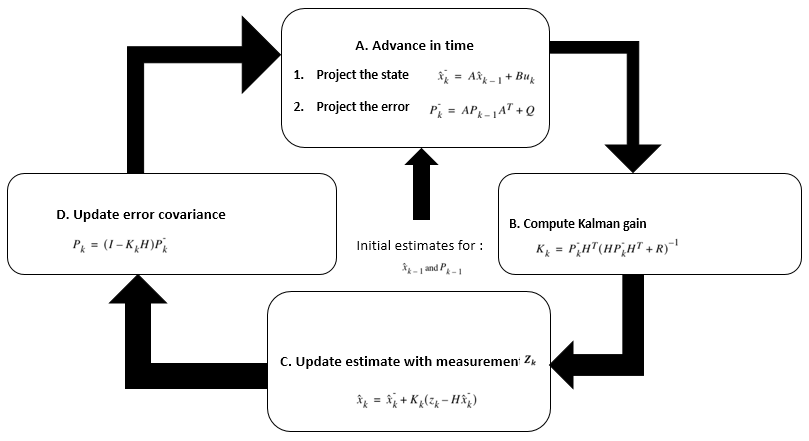 A. Advance in time
1. Project the state x̂ₖ⁻ = Ax̂ₖ₋₁ + Buₖ
2. Project the error Pₖ⁻ = APₖ₋₁Aᵀ + Q
B. Compute Kalman gain
Kₖ = Pₖ⁻Hᵀ(HPₖ⁻Hᵀ + R)⁻¹
C. Update estimate with measuremen zₖ
x̂ₖ = x̂ₖ⁻ + Kₖ(zₖ – Hx̂ₖ⁻)
D. Update error covariance
Pₖ = (I – KₖH)Pₖ⁻
Initial estimates for :
x̂ₖ₋₁ and Pₖ₋₁